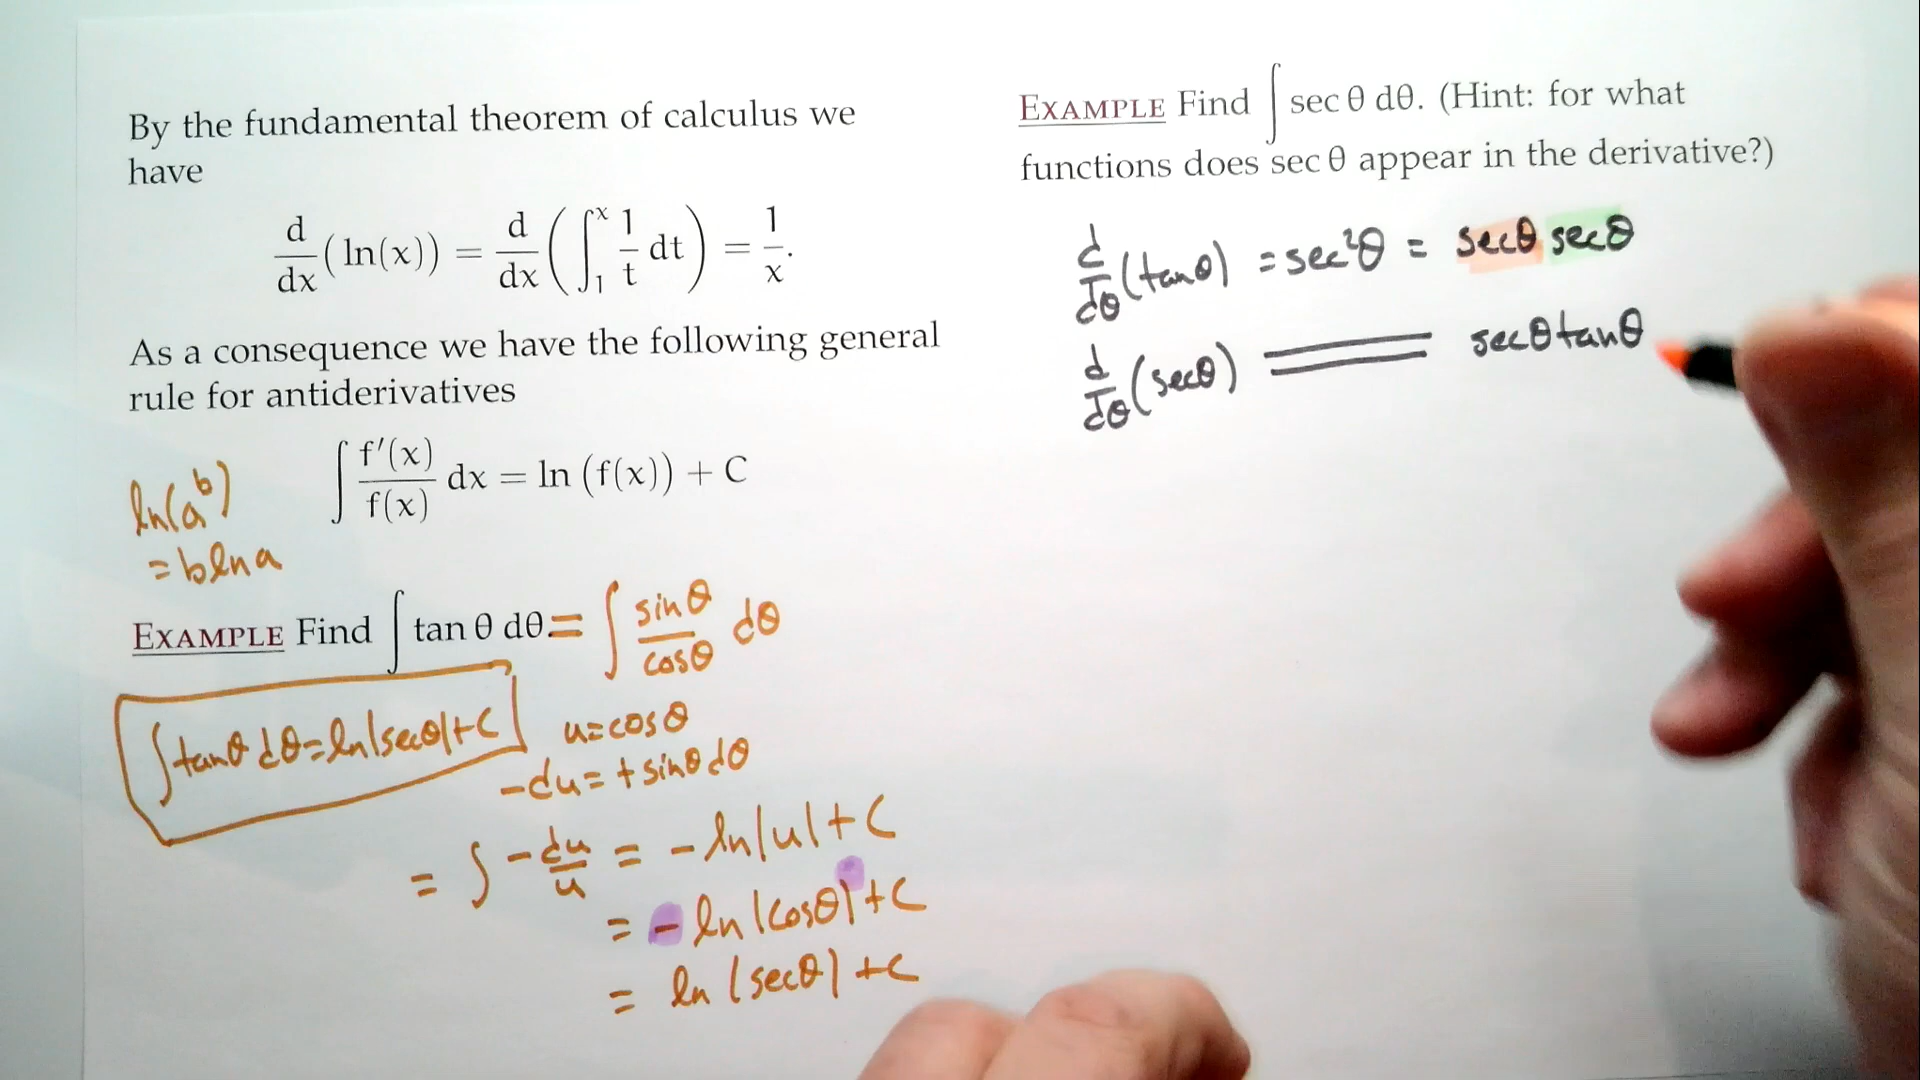 By the fundamental theorem of calculus we
have
d/dx (ln(x)) = d/dx (∫₁ˣ 1/t dt) = 1/x.
As a consequence we have the following general
rule for antiderivatives
∫ f′(x)/f(x) dx = ln (f(x)) + C
ln(a^b)
= b ln a
EXAMPLE Find ∫ tan θ dθ. = ∫ sinθ/cosθ dθ
∫tanθ dθ = ln|secθ| + C
u = cosθ
-du = + sinθ dθ
= ∫ -du/u = - ln|u| + C
= - ln|cosθ| + C
= ln|secθ| + C
EXAMPLE Find ∫ sec θ dθ. (Hint: for what
functions does sec θ appear in the derivative?)
d/dθ (tanθ) = sec²θ = secθ secθ
d/dθ (secθ) = secθ tanθ